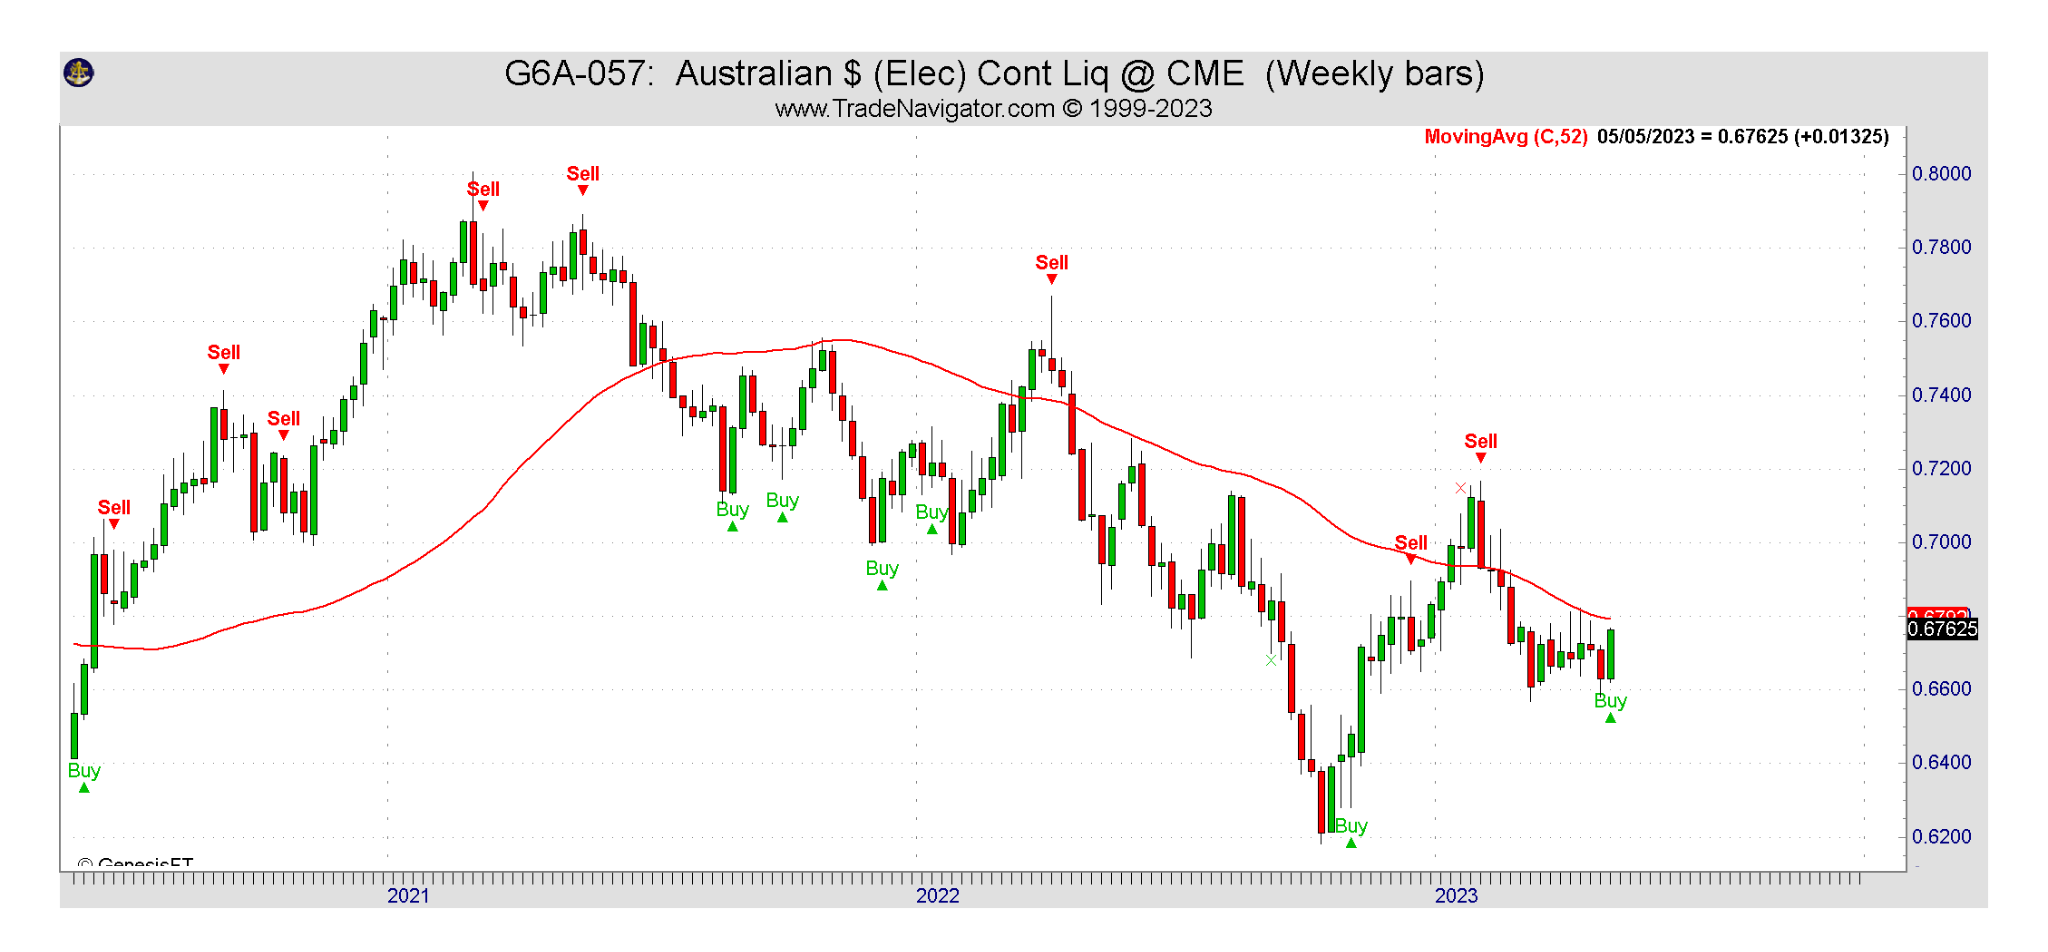 G6A-057: Australian $ (Elec) Cont Liq @ CME (Weekly bars)
www.TradeNavigator.com © 1999-2023
MovingAvg (C,52) 05/05/2023 = 0.67625 (+0.01325)
0.8000
Sell
Sell
0.7800
Sell
0.7600
Sell
0.7400
Sell
Sell
0.7200
Buy
Buy
Sell
Buy
0.7000
Sell
Buy
0.67625
0.6600
Buy
0.6400
Buy
0.6200
Buy
© GenesisFT
2021
2022
2023